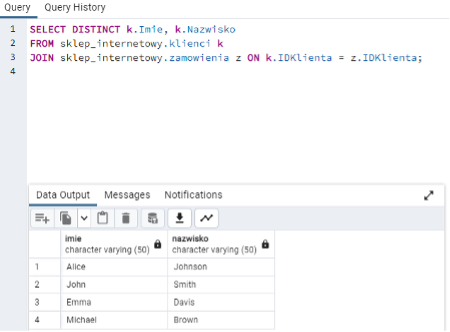 Query Query History
1 SELECT DISTINCT k.Imie, k.Nazwisko
2 FROM sklep_internetowy.klienci k
3 JOIN sklep_internetowy.zamowienia z ON k.IDKlienta = z.IDKlienta;
4
Data Output Messages Notifications
imie nazwisko
character varying (50) character varying (50)
1 Alice Johnson
2 John Smith
3 Emma Davis
4 Michael Brown